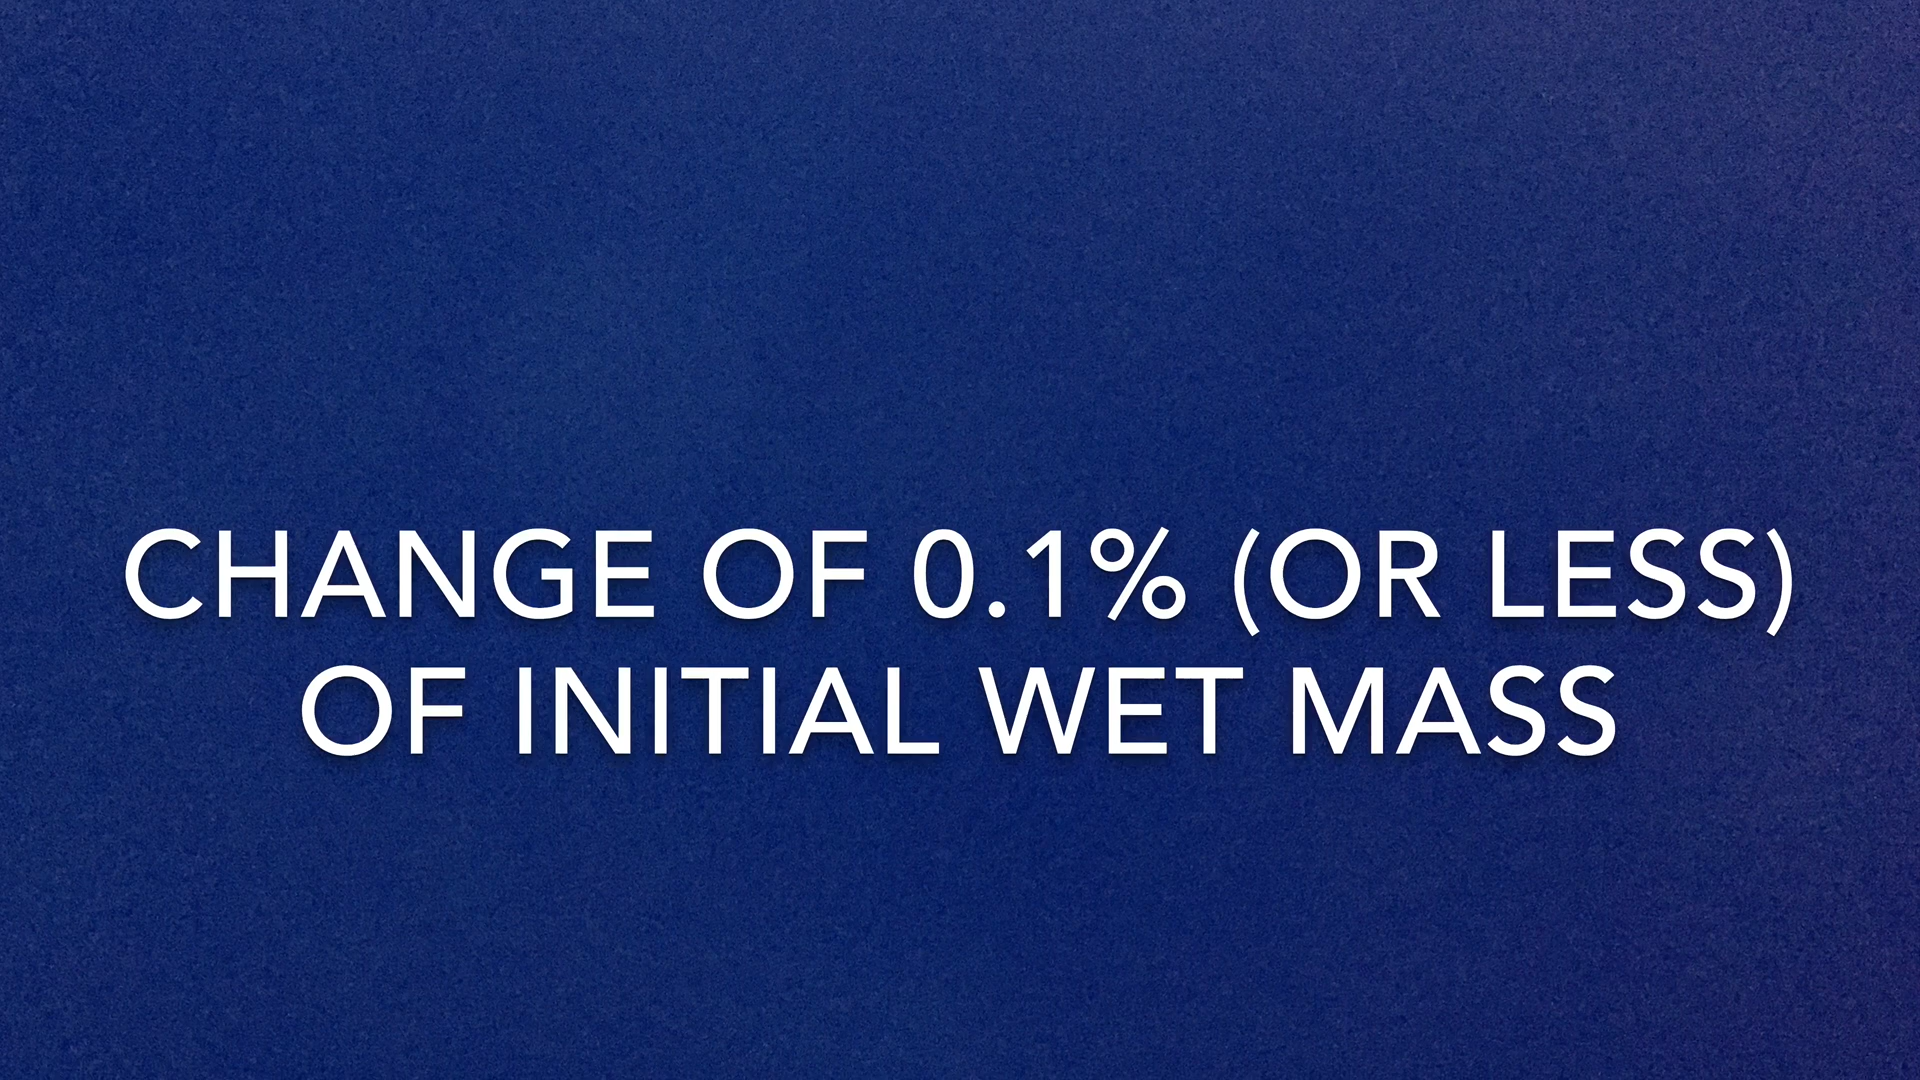 CHANGE OF 0.1% (OR LESS)
OF INITIAL WET MASS